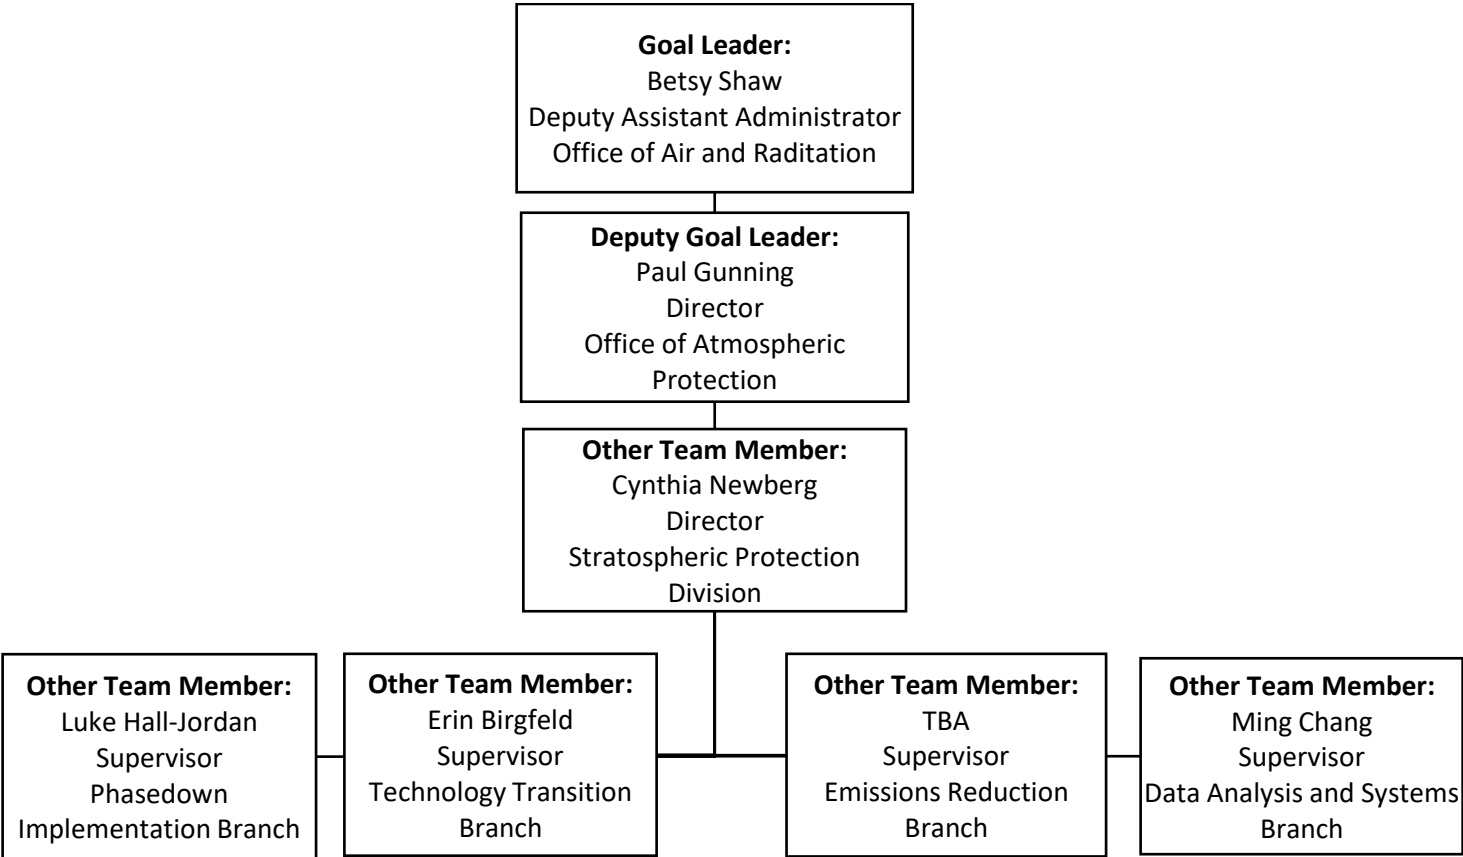 Goal Leader:
Betsy Shaw
Deputy Assistant Administrator
Office of Air and Raditation
Deputy Goal Leader:
Paul Gunning
Director
Office of Atmospheric
Protection
Other Team Member:
Cynthia Newberg
Director
Stratospheric Protection
Division
Other Team Member:
Luke Hall-Jordan
Supervisor
Phasedown
Implementation Branch
Other Team Member:
Erin Birgfeld
Supervisor
Technology Transition
Branch
Other Team Member:
TBA
Supervisor
Emissions Reduction
Branch
Other Team Member:
Ming Chang
Supervisor
Data Analysis and Systems
Branch